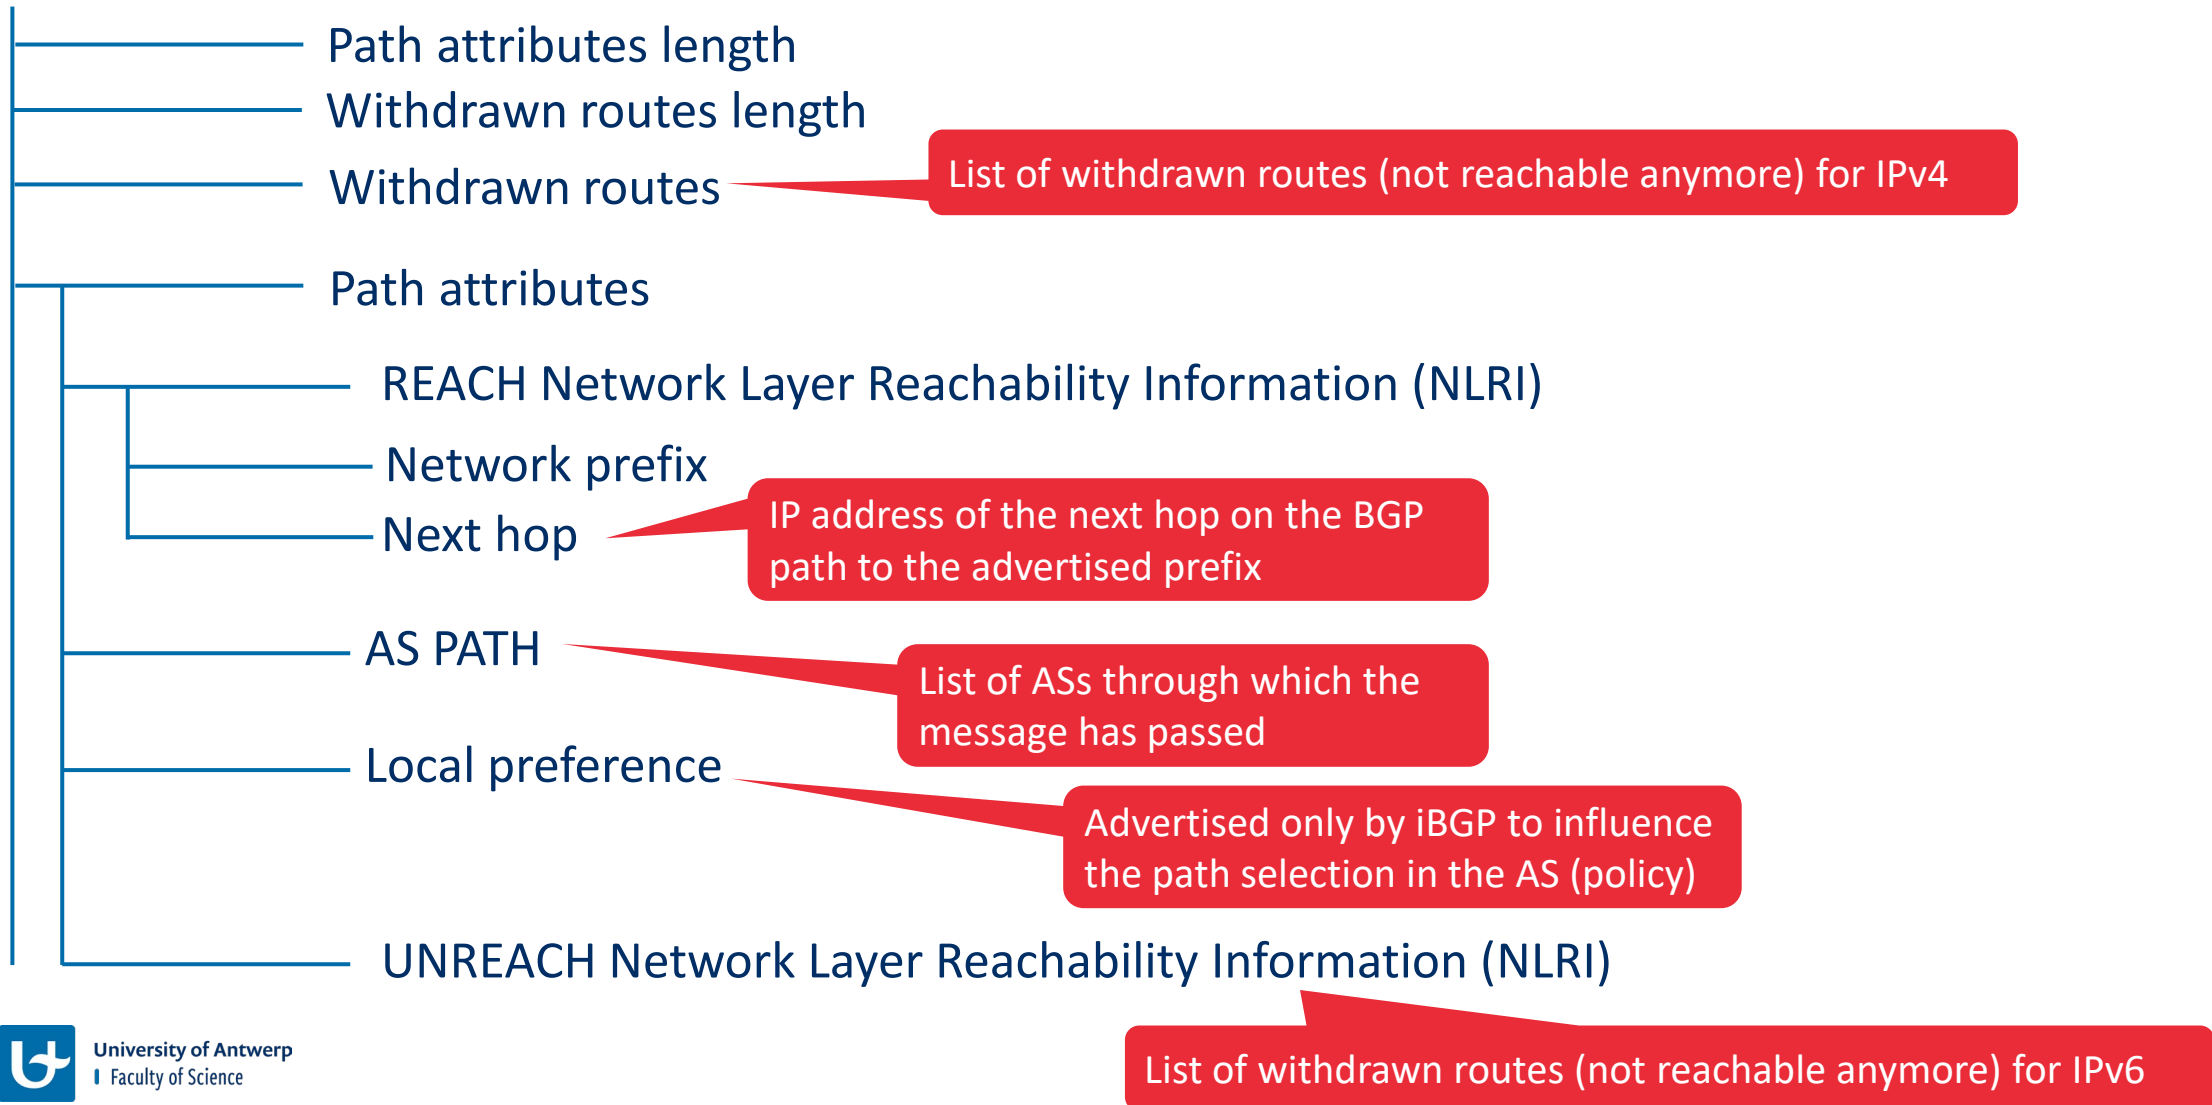 Path attributes length
Withdrawn routes length
Withdrawn routes
List of withdrawn routes (not reachable anymore) for IPv4
Path attributes
REACH Network Layer Reachability Information (NLRI)
Network prefix
Next hop
IP address of the next hop on the BGP
path to the advertised prefix
AS PATH
List of ASs through which the
message has passed
Local preference
Advertised only by iBGP to influence
the path selection in the AS (policy)
UNREACH Network Layer Reachability Information (NLRI)
List of withdrawn routes (not reachable anymore) for IPv6
University of Antwerp
Faculty of Science